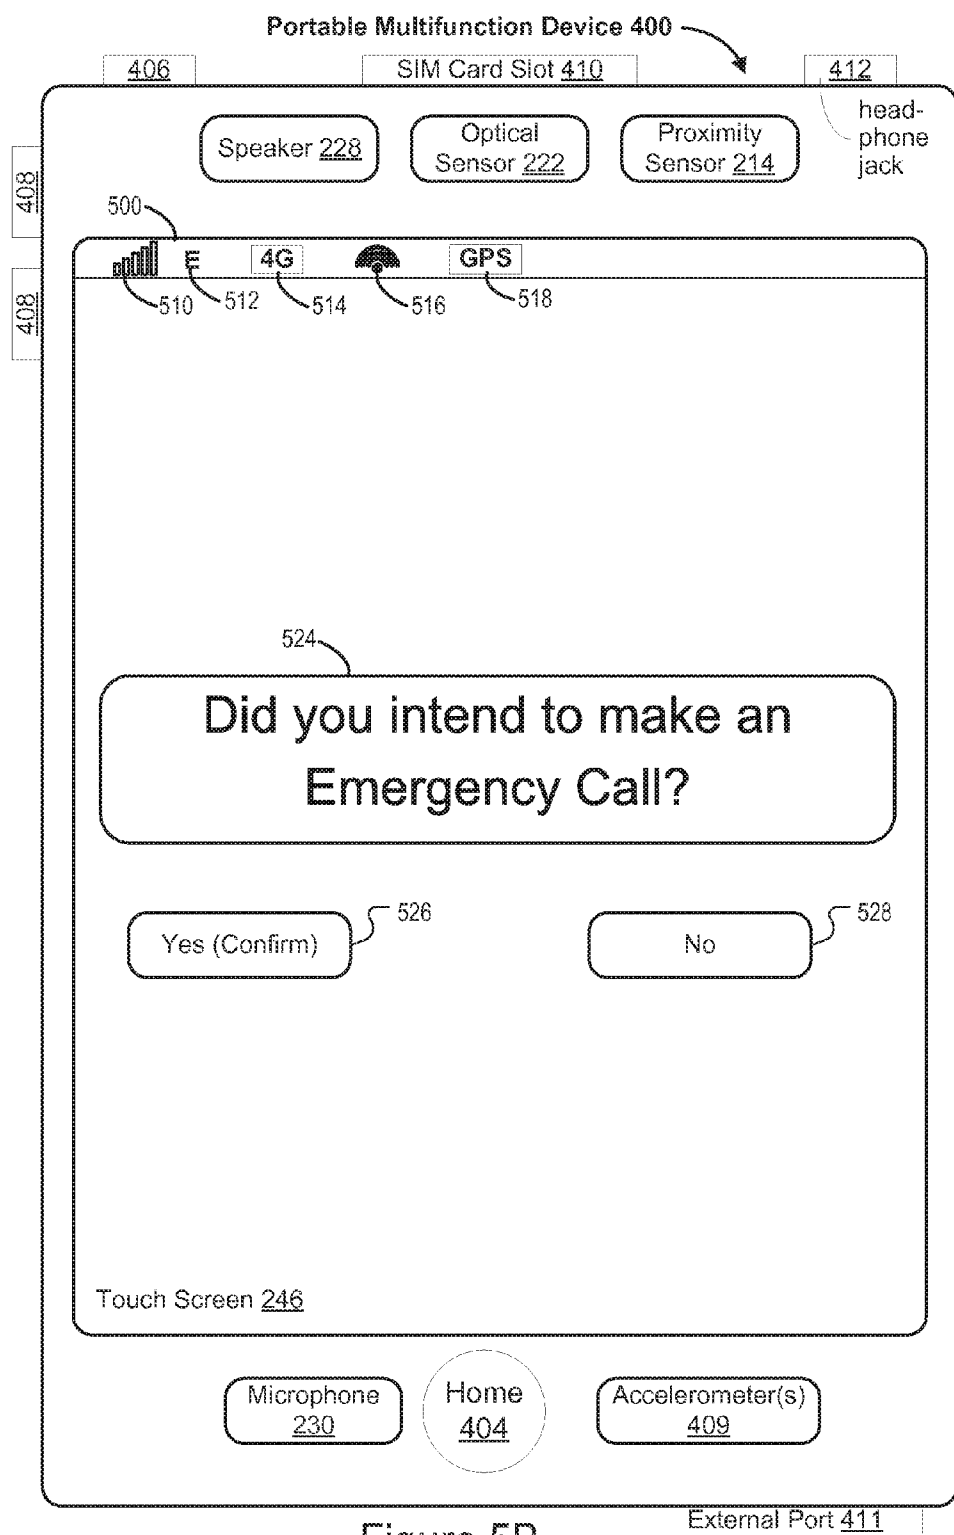 Portable Multifunction Device 400
406
SIM Card Slot 410
412
head-
phone
jack
Speaker 228
Optical
Sensor 222
Proximity
Sensor 214
408
408
500
E
4G
GPS
510
512
514
516
518
524
Did you intend to make an
Emergency Call?
Yes (Confirm)
526
No
528
Touch Screen 246
Microphone
230
Home
404
Accelerometer(s)
409
External Port 411